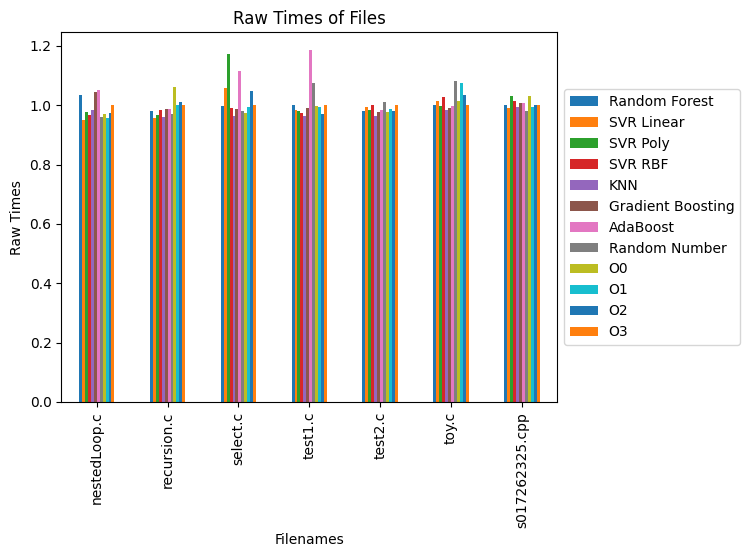 Raw Times of Files
Raw Times
1.2
1.0
0.8
0.6
0.4
0.2
0.0
nestedLoop.c
recursion.c
select.c
test1.c
test2.c
toy.c
s017262325.cpp
Filenames
Random Forest
SVR Linear
SVR Poly
SVR RBF
KNN
Gradient Boosting
AdaBoost
Random Number
O0
O1
O2
O3